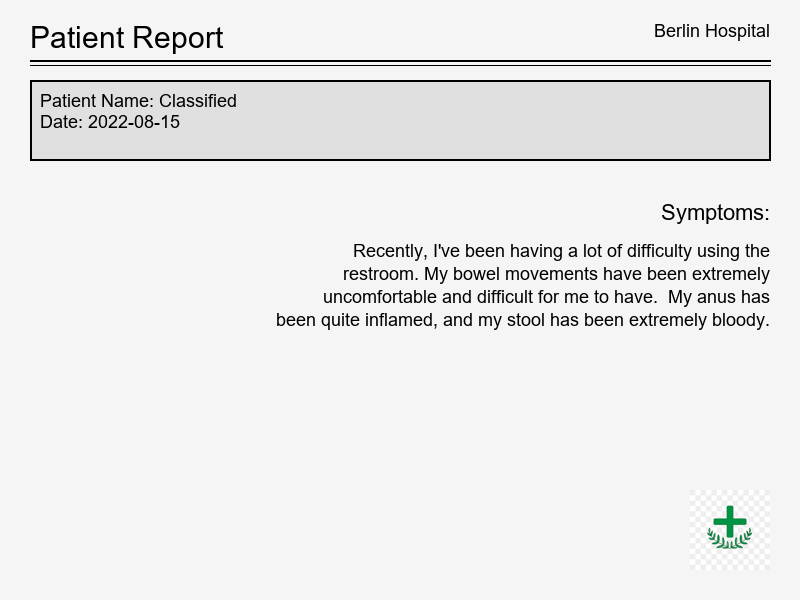 Patient Report
Berlin Hospital
Patient Name: Classified
Date: 2022-08-15
Symptoms:
Recently, I've been having a lot of difficulty using the
restroom. My bowel movements have been extremely
uncomfortable and difficult for me to have.  My anus has
been quite inflamed, and my stool has been extremely bloody.